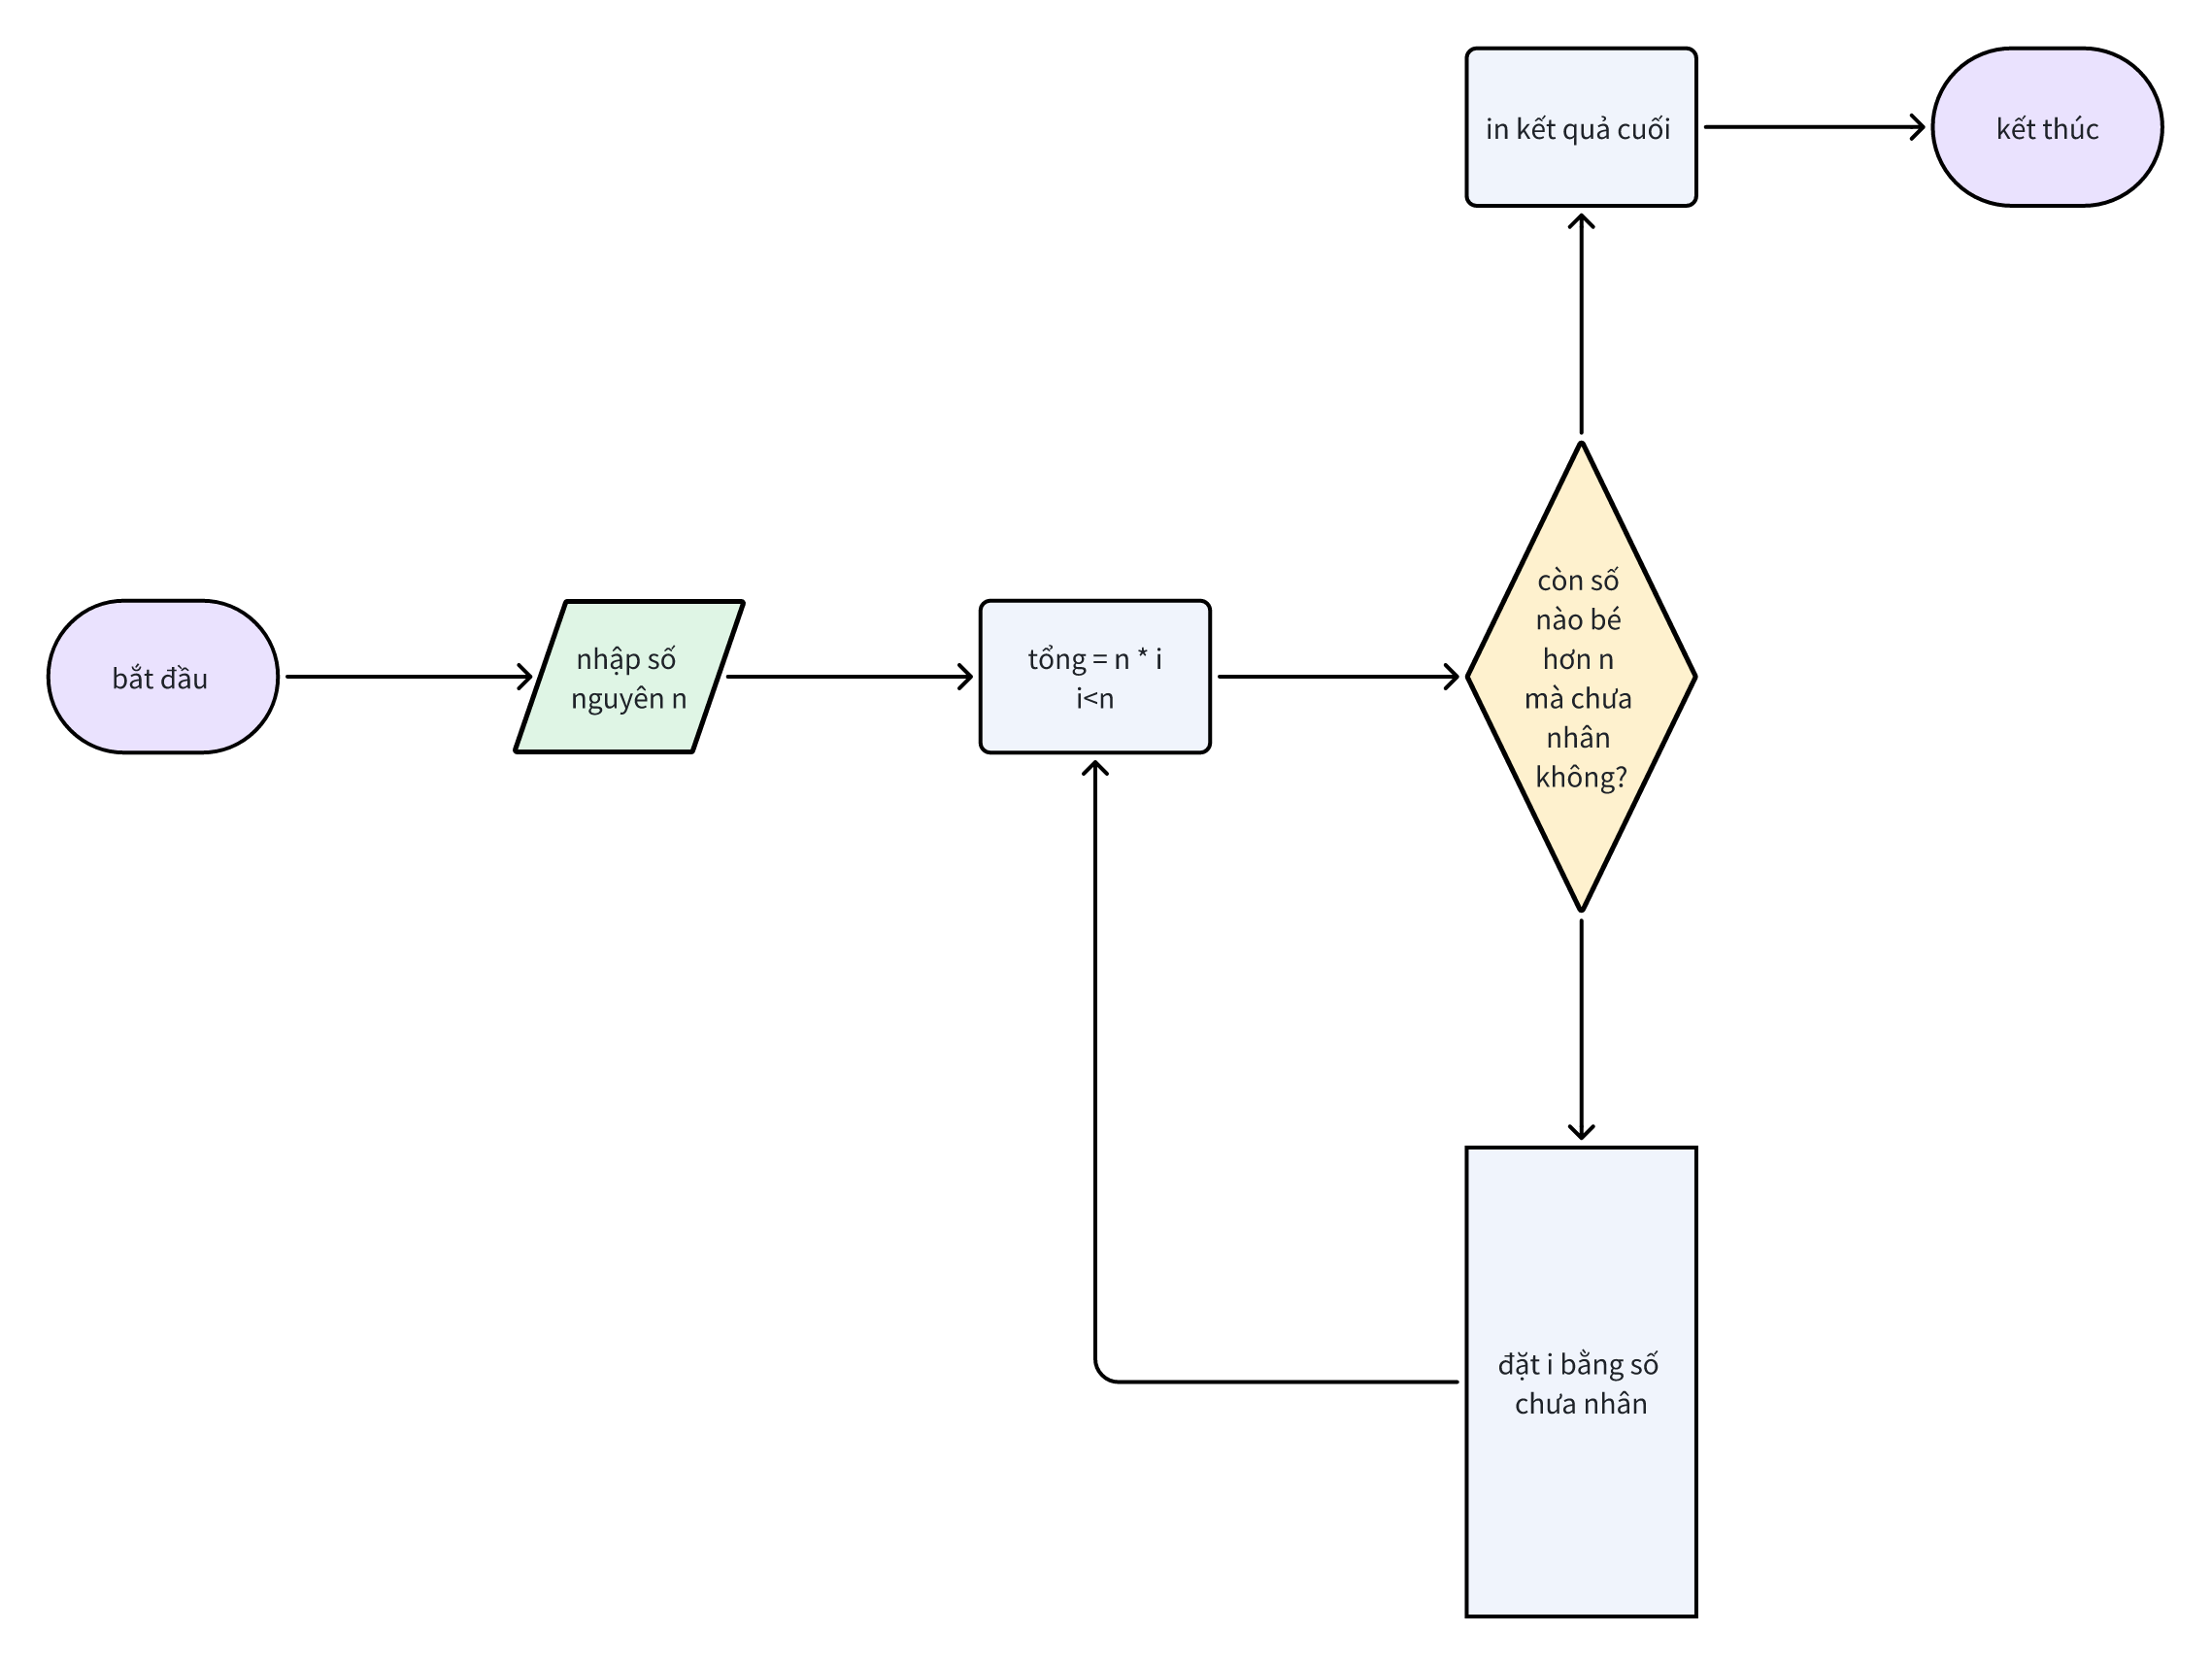 in kết quả cuối
kết thúc
bắt đầu
nhập số
nguyên n
tổng = n * i
i<n
còn số
nào bé
hơn n
mà chưa
nhân
không?
đặt i bằng số
chưa nhân